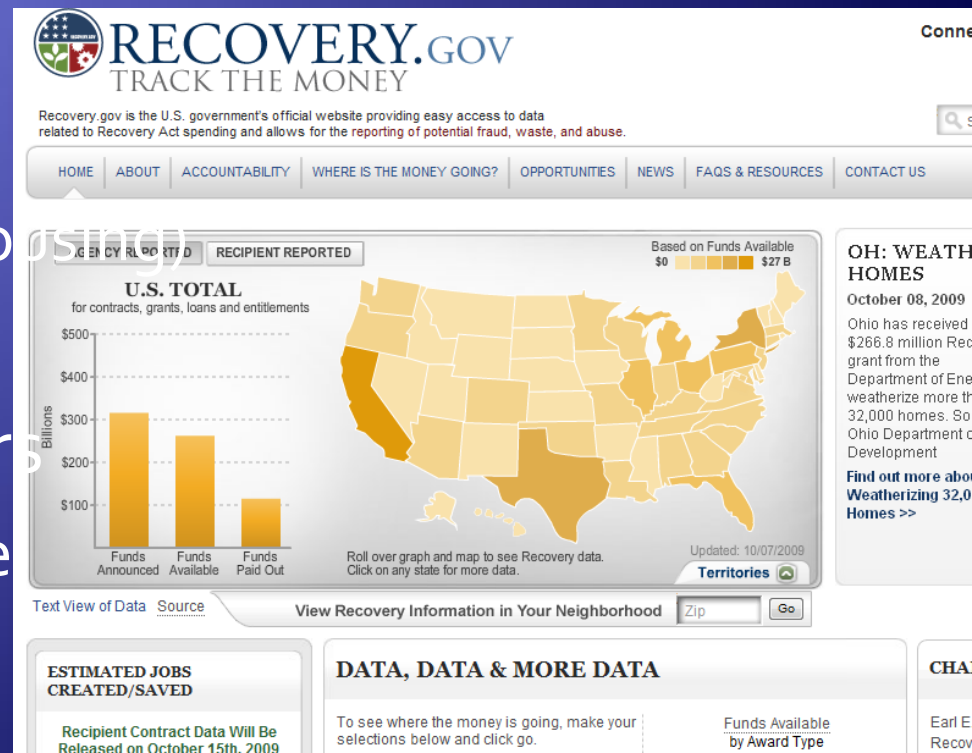 RECOVERY.GOV
TRACK THE MONEY
Conne
Recovery.gov is the U.S. government's official website providing easy access to data
related to Recovery Act spending and allows for the reporting of potential fraud, waste, and abuse.
HOME ABOUT ACCOUNTABILITY WHERE IS THE MONEY GOING? OPPORTUNITIES NEWS FAQS & RESOURCES CONTACT US
ousing)
AGENCY REPORTED RECIPIENT REPORTED
U.S. TOTAL
for contracts, grants, loans and entitlements
$500
$400
$300
$200
$100
Billions
Funds Announced
Funds Available
Funds Paid Out
Based on Funds Available
$0 $27 B
Roll over graph and map to see Recovery data.
Click on any state for more data.
Updated: 10/07/2009
Territories
rs
e
OH: WEATH
HOMES
October 08, 2009
Ohio has received
$266.8 million Rec
grant from the
Department of Ene
weatherize more th
32,000 homes. So
Ohio Department o
Development
Find out more abou
Weatherizing 32,0
Homes >>
Text View of Data Source
View Recovery Information in Your Neighborhood Zip Go
ESTIMATED JOBS
CREATED/SAVED
Recipient Contract Data Will Be
Released on October 15th, 2009
DATA, DATA & MORE DATA
To see where the money is going, make your
selections below and click go.
Funds Available
by Award Type
CHAI
Earl E
Recov